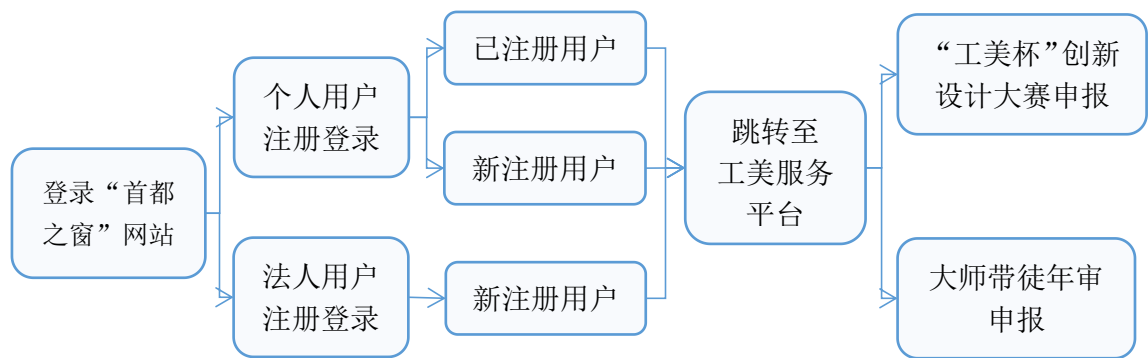 登录“首都
之窗”网站
个人用户
注册登录
法人用户
注册登录
已注册用户
新注册用户
新注册用户
跳转至
工美服务
平台
“工美杯”创新
设计大赛申报
大师带徒年审
申报